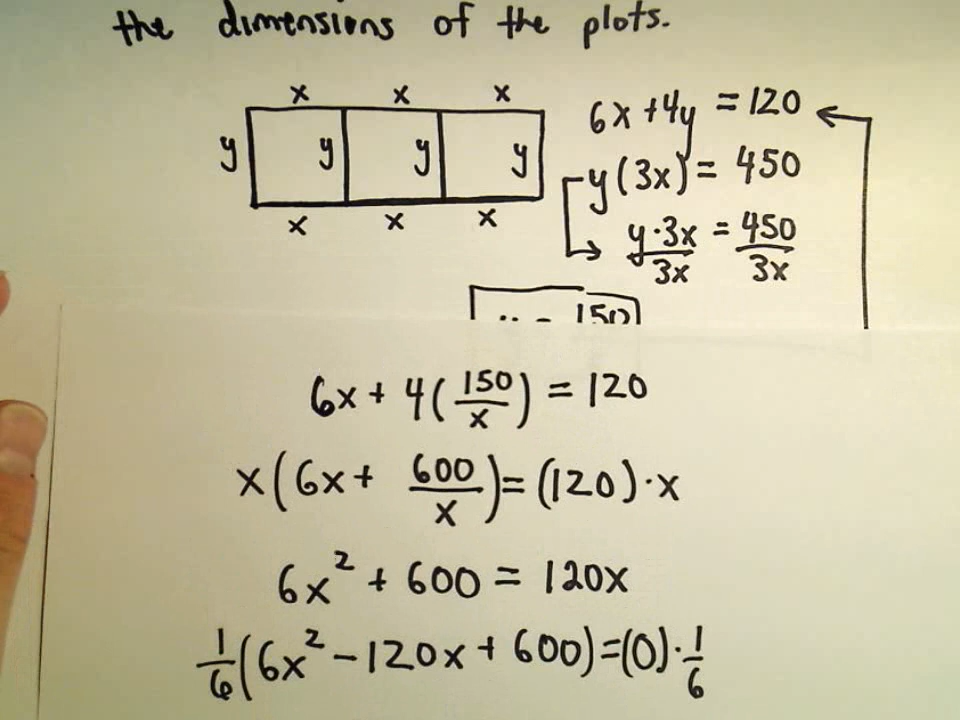 the dimensions of the plots.
x x x
6x + 4y = 120
y y y y
y(3x) = 450
x x x
y·3x/3x = 450/3x
150
6x + 4(150/x) = 120
x(6x + 600/x) = (120)·x
6x² + 600 = 120x
1/6(6x² - 120x + 600) = (0)·1/6